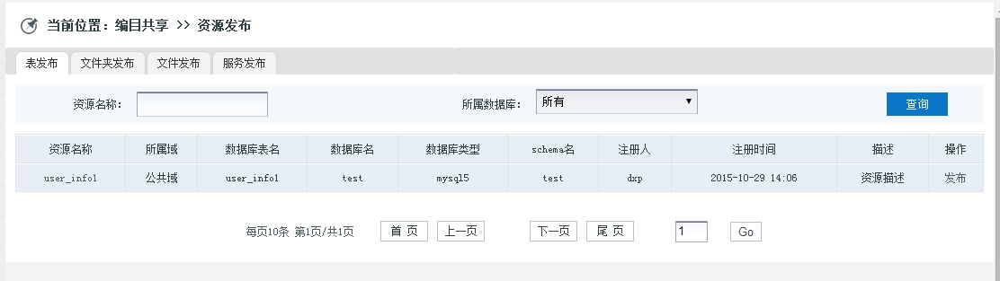 当前位置：编目共享 >> 资源发布
表发布 文件夹发布 文件发布 服务发布
资源名称： 所属数据库： 所有 查询
资源名称 所属域 数据库表名 数据库名 数据库类型 schema名 注册人 注册时间 描述 操作
user_info1 公共域 user_info1 test mysql5 test dxp 2015-10-29 14:06 资源描述 发布
每页10条 第1页/共1页 首 页 上一页 下一页 尾 页 1 Go